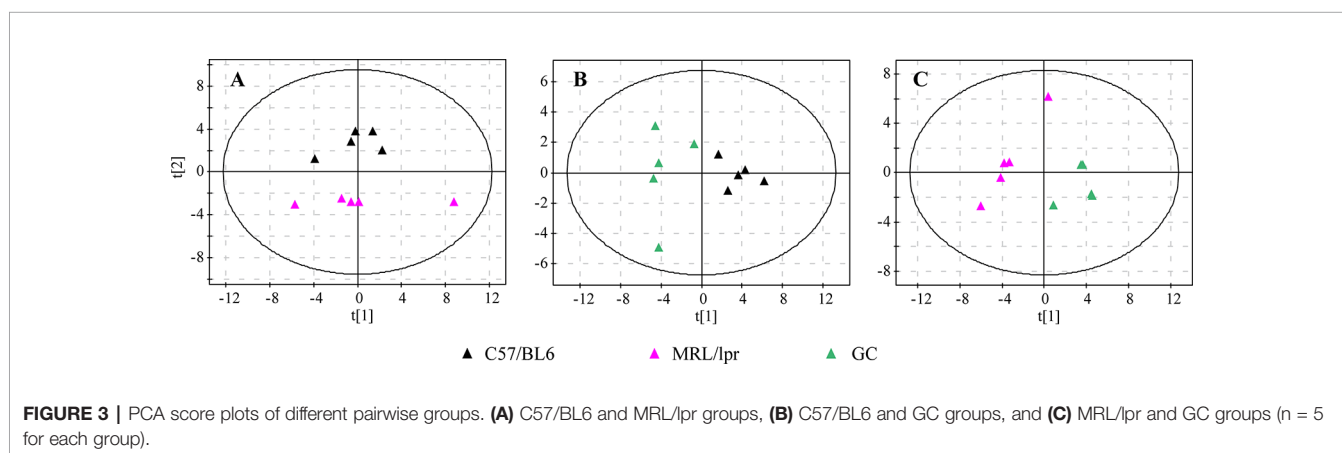 A
8
4
0
-4
-8
t[2]
-12 -8 -4 0 4 8 12
t[1]
B
6
4
2
0
-2
-4
-6
-12 -8 -4 0 4 8 12
t[1]
C
8
4
0
-4
-8
-12 -8 -4 0 4 8 12
t[1]
C57/BL6 MRL/lpr GC
FIGURE 3 | PCA score plots of different pairwise groups. (A) C57/BL6 and MRL/lpr groups, (B) C57/BL6 and GC groups, and (C) MRL/lpr and GC groups (n = 5
for each group).